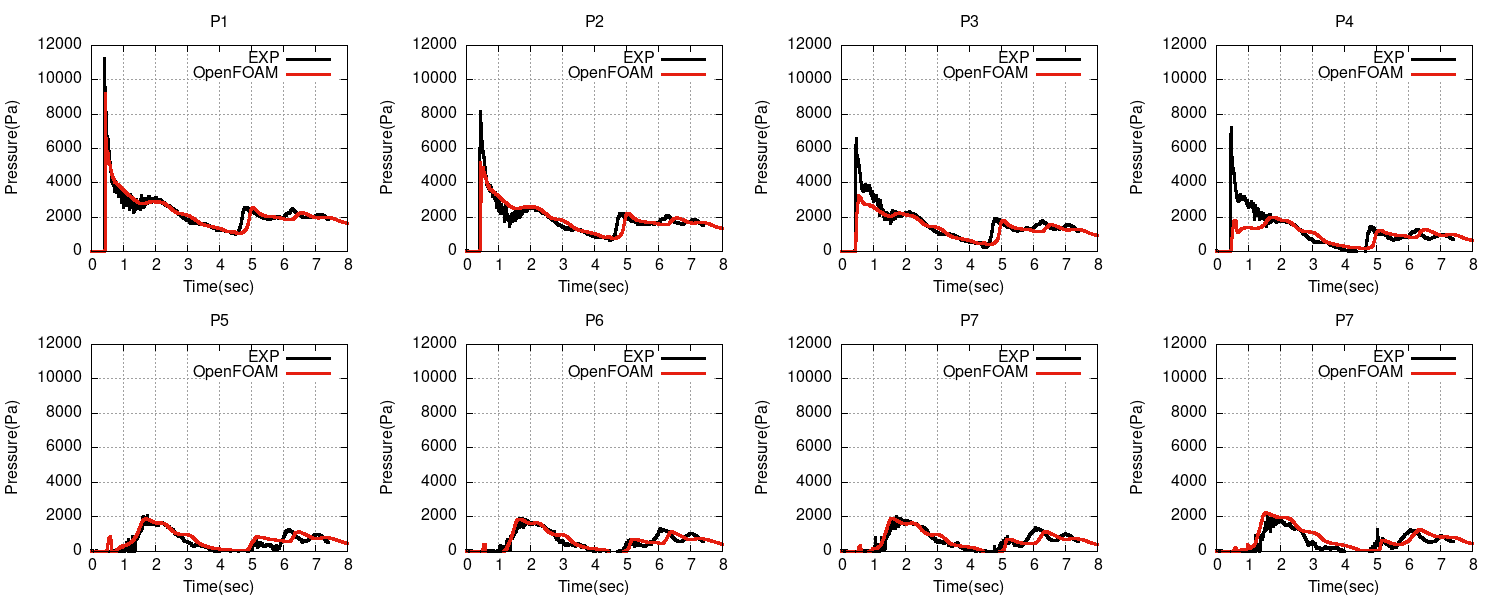 P1 P2 P3 P4
12000 12000 12000 12000
EXP EXP EXP EXP
OpenFOAM OpenFOAM OpenFOAM OpenFOAM
10000 10000 10000 10000
8000 8000 8000 8000
Pressure(Pa) Pressure(Pa) Pressure(Pa) Pressure(Pa)
6000 6000 6000 6000
4000 4000 4000 4000
2000 2000 2000 2000
0 0 0 0
0 1 2 3 4 5 6 7 8 0 1 2 3 4 5 6 7 8 0 1 2 3 4 5 6 7 8 0 1 2 3 4 5 6 7 8
Time(sec) Time(sec) Time(sec) Time(sec)
P5 P6 P7 P7
12000 12000 12000 12000
EXP EXP EXP EXP
OpenFOAM OpenFOAM OpenFOAM OpenFOAM
10000 10000 10000 10000
8000 8000 8000 8000
Pressure(Pa) Pressure(Pa) Pressure(Pa) Pressure(Pa)
6000 6000 6000 6000
4000 4000 4000 4000
2000 2000 2000 2000
0 0 0 0
0 1 2 3 4 5 6 7 8 0 1 2 3 4 5 6 7 8 0 1 2 3 4 5 6 7 8 0 1 2 3 4 5 6 7 8
Time(sec) Time(sec) Time(sec) Time(sec)